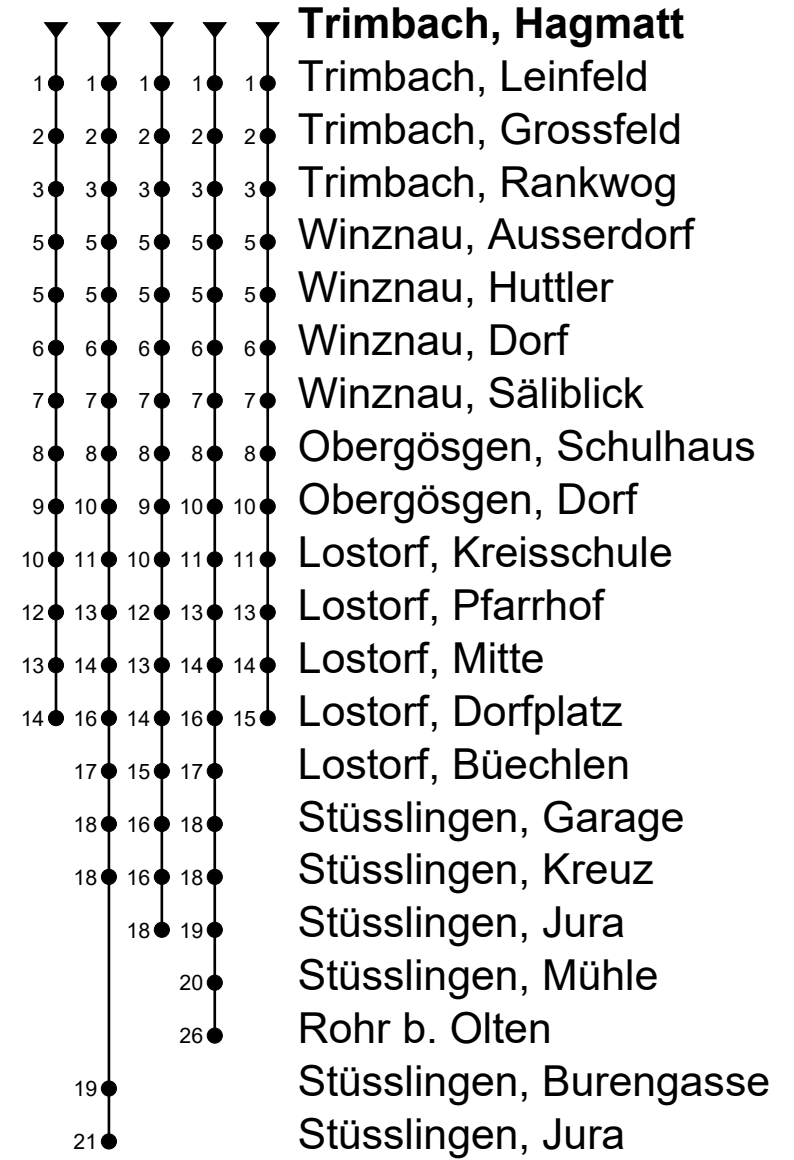 Trimbach, Hagmatt
1 1 1 1 1 Trimbach, Leinfeld
2 2 2 2 2 Trimbach, Grossfeld
3 3 3 3 3 Trimbach, Rankwog
5 5 5 5 5 Winznau, Ausserdorf
5 5 5 5 5 Winznau, Huttler
6 6 6 6 6 Winznau, Dorf
7 7 7 7 7 Winznau, Säliblick
8 8 8 8 8 Obergösgen, Schulhaus
9 10 9 10 10 Obergösgen, Dorf
10 11 10 11 11 Lostorf, Kreisschule
12 13 12 13 13 Lostorf, Pfarrhof
13 14 13 14 14 Lostorf, Mitte
14 16 14 16 15 Lostorf, Dorfplatz
17 15 17 Lostorf, Büechlen
18 16 18 Stüsslingen, Garage
18 16 18 Stüsslingen, Kreuz
18 19 Stüsslingen, Jura
20 Stüsslingen, Mühle
26 Rohr b. Olten
19 Stüsslingen, Burengasse
21 Stüsslingen, Jura